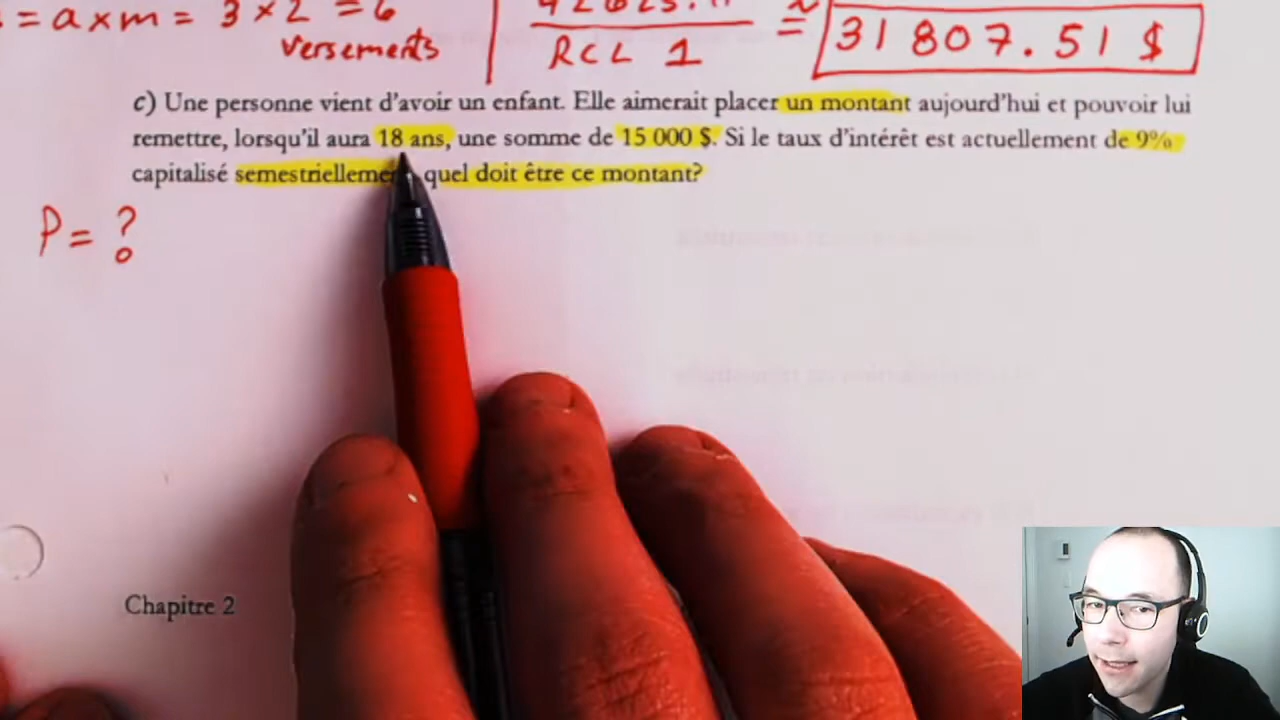 = a x m = 3 x 2 = 6
versements
RCL 1
≈ 31 807.51 $
c) Une personne vient d'avoir un enfant. Elle aimerait placer un montant aujourd'hui et pouvoir lui
remettre, lorsqu'il aura 18 ans, une somme de 15 000 $. Si le taux d'intérêt est actuellement de 9%
capitalisé semestriellement quel doit être ce montant?
P = ?
Chapitre 2